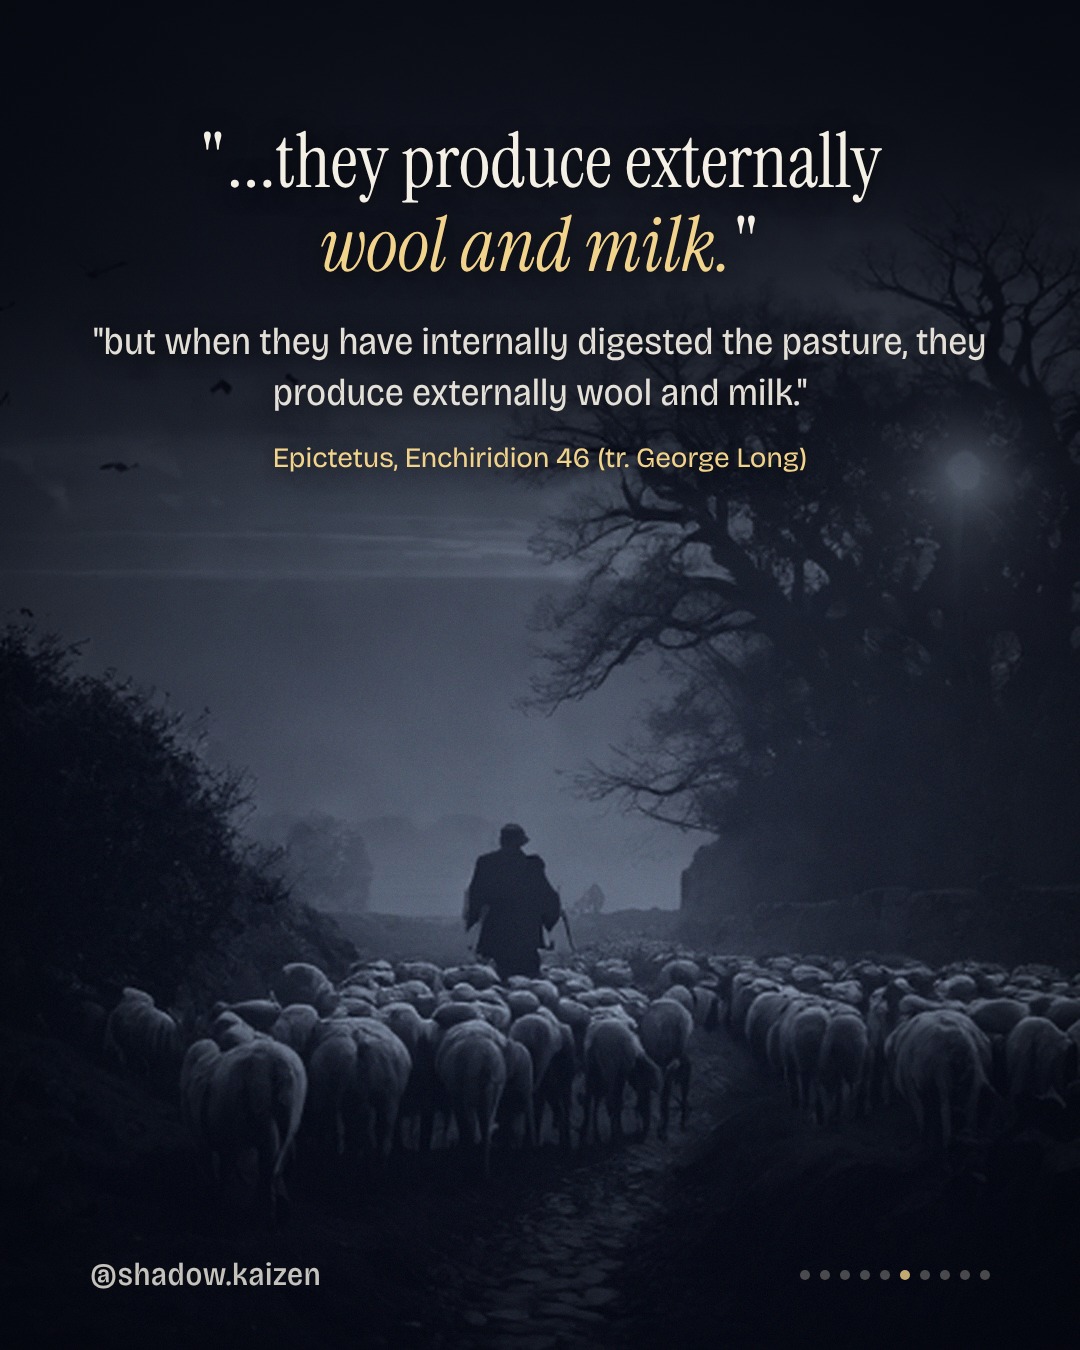 "...they produce externally
wool and milk."
"but when they have internally digested the pasture, they
produce externally wool and milk."
Epictetus, Enchiridion 46 (tr. George Long)
@shadow.kaizen